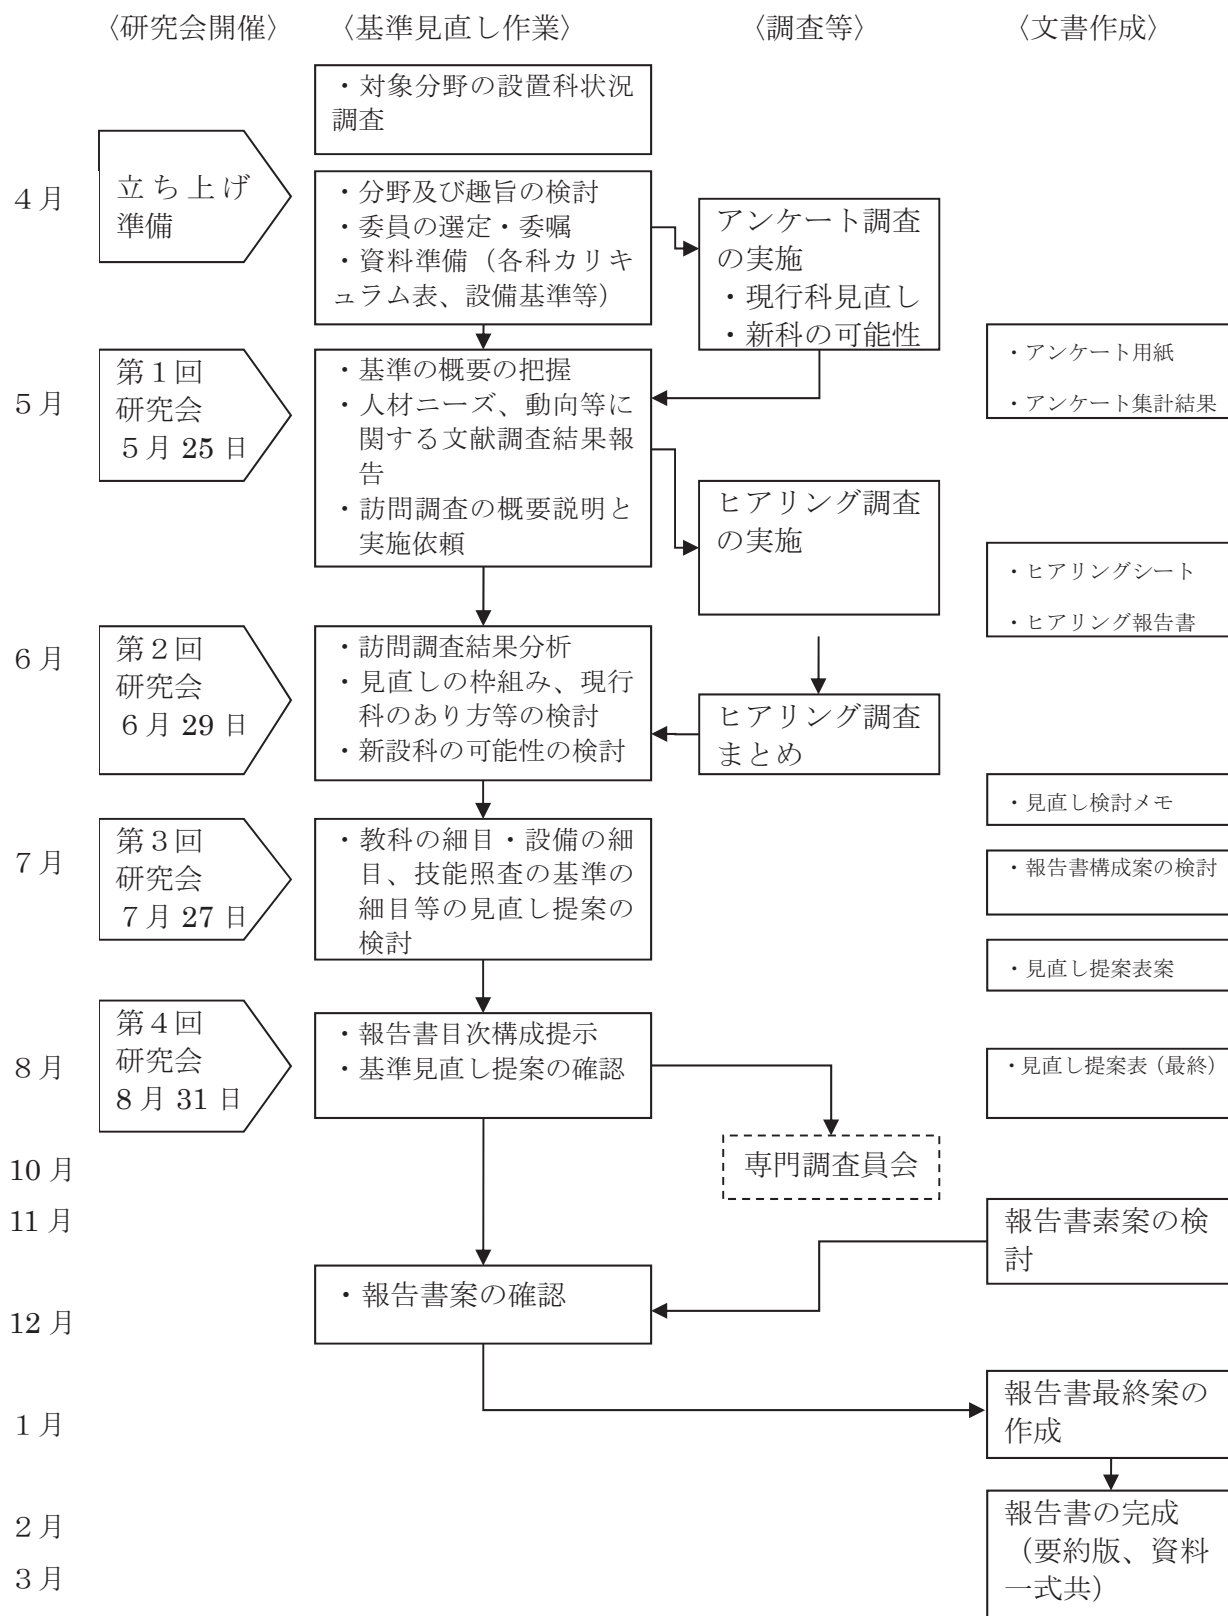 〈研究会開催〉
〈基準見直し作業〉
〈調査等〉
〈文書作成〉
・対象分野の設置科状況
調査
4月
立ち上げ
準備
・分野及び趣旨の検討
・委員の選定・委嘱
・資料準備（各科カリキ
ュラム表、設備基準等）
アンケート調査
の実施
・現行科見直し
・新科の可能性
5月
第1回
研究会
5月 25 日
・基準の概要の把握
・人材ニーズ、動向等に
関する文献調査結果報
告
・訪問調査の概要説明と
実施依頼
・アンケート用紙
・アンケート集計結果
ヒアリング調査
の実施
・ヒアリングシート
・ヒアリング報告書
6月
第2回
研究会
6月 29 日
・訪問調査結果分析
・見直しの枠組み、現行
科のあり方等の検討
・新設科の可能性の検討
ヒアリング調査
まとめ
・見直し検討メモ
7月
第3回
研究会
7月 27 日
・教科の細目・設備の細
目、技能照査の基準の
細目等の見直し提案の
検討
・報告書構成案の検討
・見直し提案表案
8月
第4回
研究会
8月 31 日
・報告書目次構成提示
・基準見直し提案の確認
・見直し提案表（最終）
10 月
専門調査員会
11 月
報告書素案の検
討
12 月
・報告書案の確認
1月
報告書最終案の
作成
2月
3月
報告書の完成
（要約版、資料
一式共）